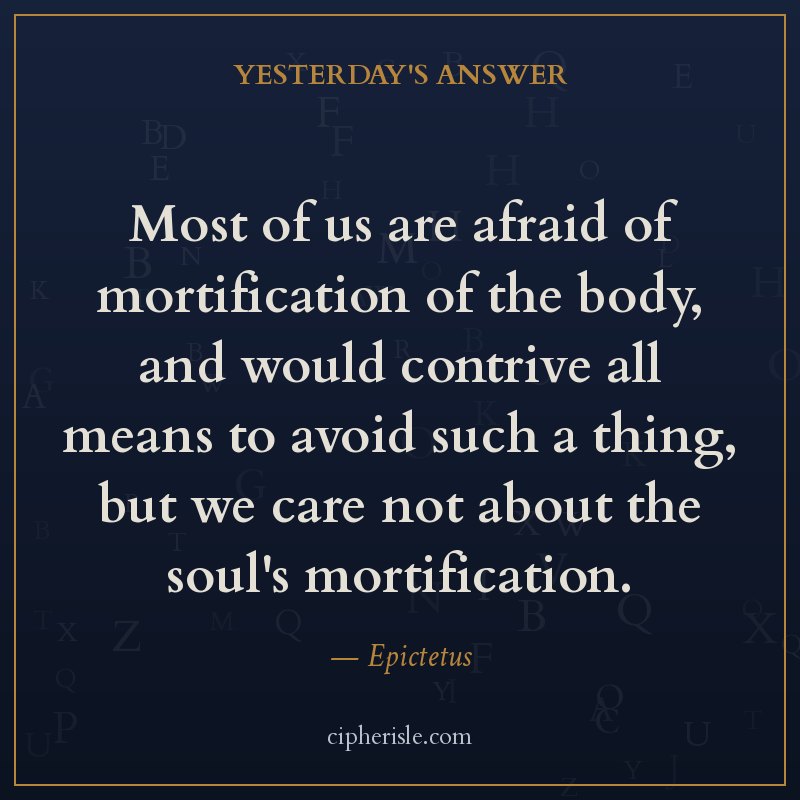 YESTERDAY'S ANSWER
Most of us are afraid of
mortification of the body,
and would contrive all
means to avoid such a thing,
but we care not about the
soul's mortification.
— Epictetus
cipherisle.com